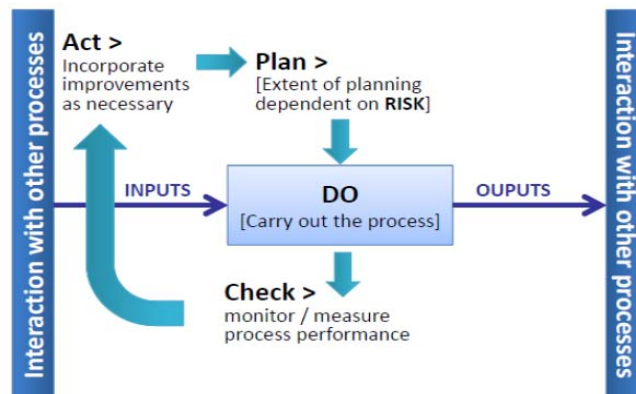 Interaction with other processes
Act >
Incorporate
improvements
as necessary
Plan >
[Extent of planning
dependent on RISK]
INPUTS
DO
[Carry out the process]
OUPUTS
Check >
monitor / measure
process performance
Interaction with other processes